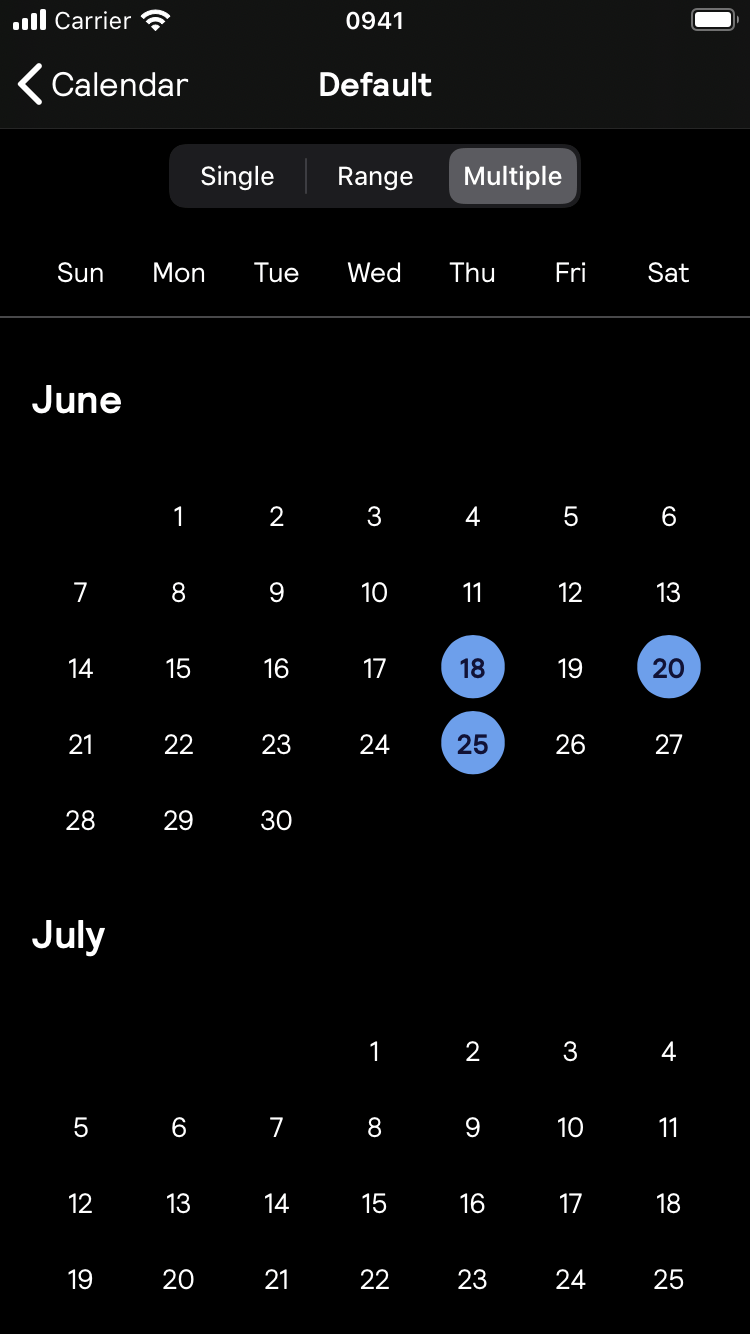 Carrier 0941
Calendar Default
Single Range Multiple
Sun Mon Tue Wed Thu Fri Sat
June
1 2 3 4 5 6
7 8 9 10 11 12 13
14 15 16 17 18 19 20
21 22 23 24 25 26 27
28 29 30
July
1 2 3 4
5 6 7 8 9 10 11
12 13 14 15 16 17 18
19 20 21 22 23 24 25